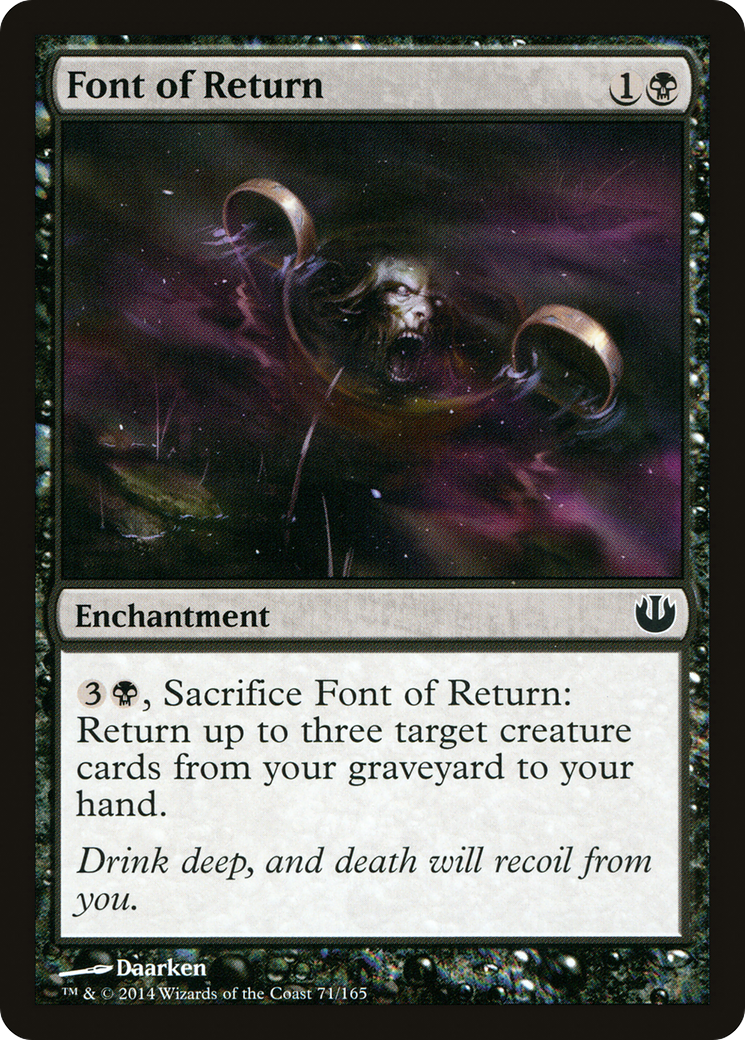 Font of Return 1
Enchantment
3, Sacrifice Font of Return:
Return up to three target creature
cards from your graveyard to your
hand.
Drink deep, and death will recoil from
you.
Daarken
™ & © 2014 Wizards of the Coast 71/165